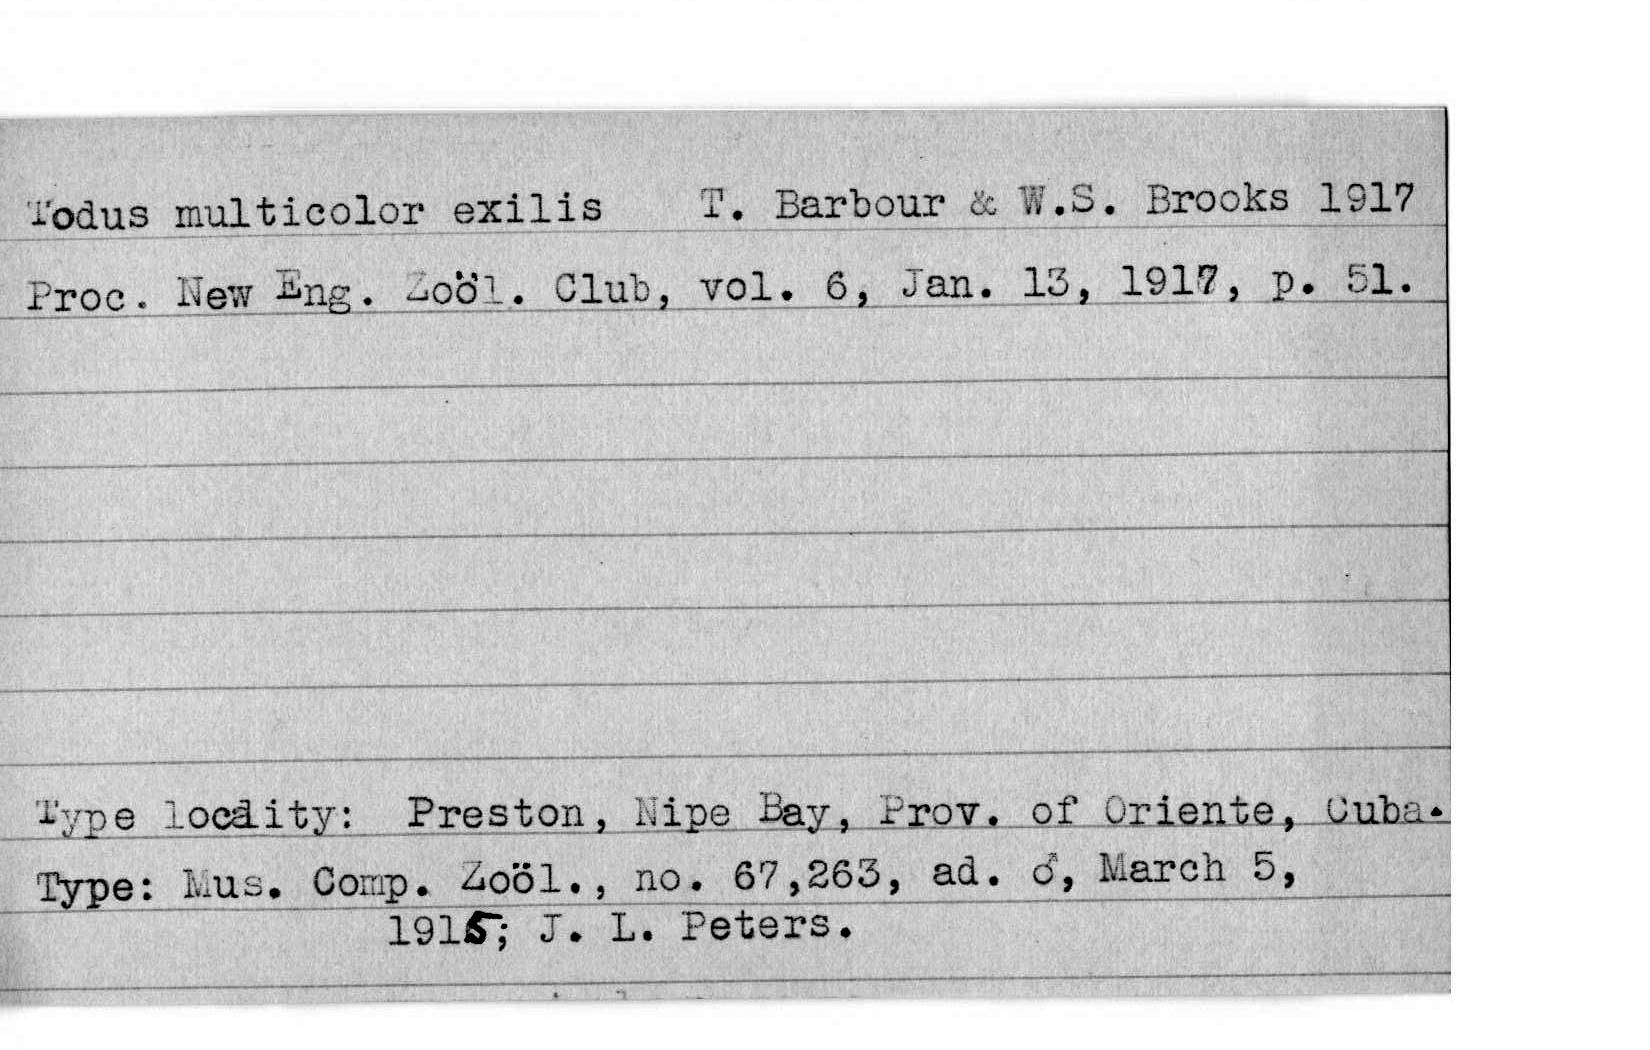 Todus multicolor exilis T. Barbour & W.S. Brooks 1917
Proc. New Eng. Zoöl. Club, vol. 6, Jan. 13, 1917, p. 51.
Type locality: Preston, Nipe Bay, Prov. of Oriente, Cuba.
Type: Mus. Comp. Zoöl., no. 67,263, ad. ♂, March 5,
1915; J. L. Peters.